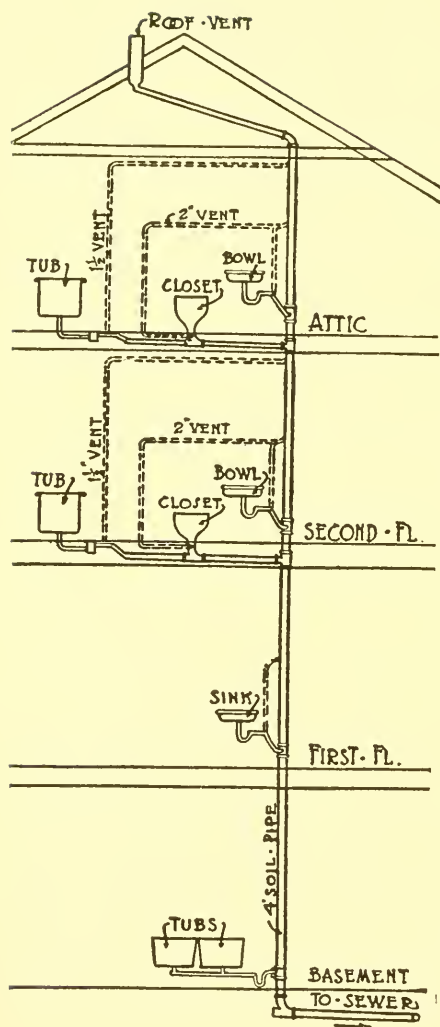 ROOF·VENT
1½" VENT
2" VENT
TUB
CLOSET
BOWL
ATTIC
1½" VENT
2" VENT
TUB
CLOSET
BOWL
SECOND·FL.
SINK
FIRST·FL.
4" SOIL·PIPE
TUBS
BASEMENT
TO·SEWER